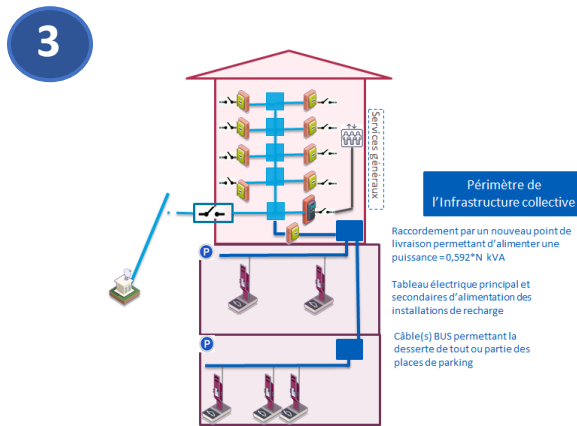 3
Services généraux
Périmètre de
l'Infrastructure collective
Raccordement par un nouveau point de
livraison permettant d'alimenter une
puissance = 0,592*N kVA
Tableau électrique principal et
secondaires d'alimentation des
installations de recharge
Câble(s) BUS permettant la
desserte de tout ou partie des
places de parking
P
P